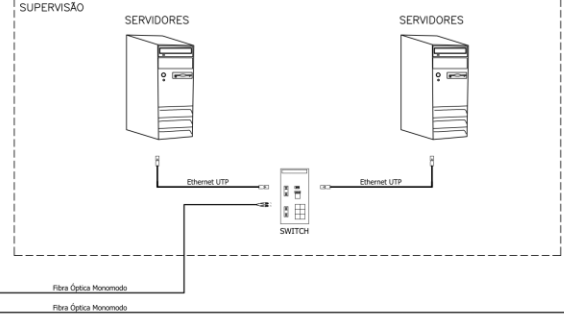 SUPERVISÃO
SERVIDORES
SERVIDORES
Ethernet UTP
Ethernet UTP
SWITCH
Fibra Óptica Monomodo
Fibra Óptica Monomodo